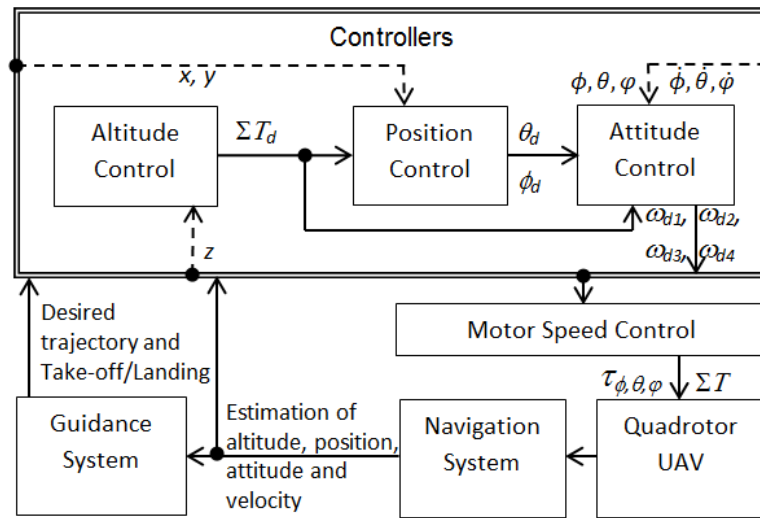 Controllers
x, y
ϕ, θ, φ
ϕ̇, θ̇, φ̇
Altitude
Control
ΣT_d
Position
Control
θ_d
ϕ_d
Attitude
Control
z
ω_d1, ω_d2,
ω_d3, ω_d4
Desired
trajectory and
Take-off/Landing
Motor Speed Control
τ_ϕ,θ,φ
ΣT
Guidance
System
Estimation of
altitude, position,
attitude and
velocity
Navigation
System
Quadrotor
UAV